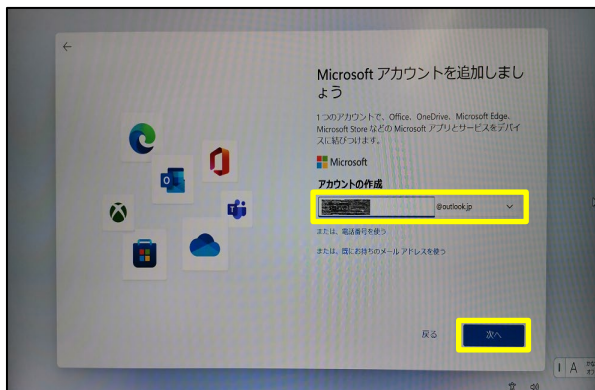 ←
Microsoft アカウントを追加しまし
ょう
1 つのアカウントで、Office、OneDrive、Microsoft Edge、
Microsoft Store などの Microsoft アプリとサービスをデバイ
スに結びつけます。
Microsoft
アカウントの作成
@outlook.jp
または、電話番号を使う
または、既にお持ちのメール アドレスを使う
戻る
次へ
A